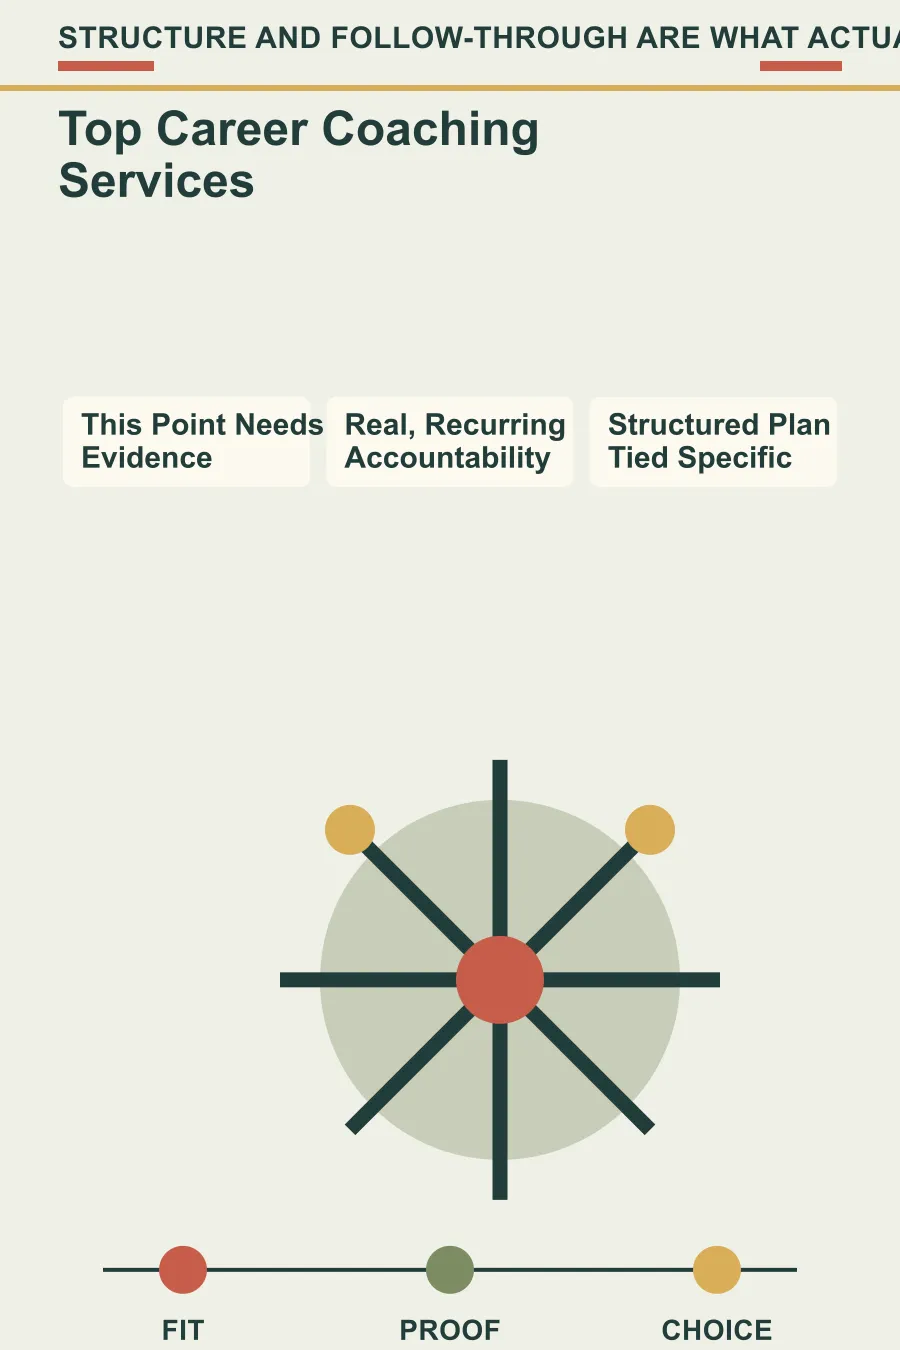 STRUCTURE AND FOLLOW-THROUGH ARE WHAT ACTUA
Top Career Coaching
Services
This Point Needs
Evidence
Real, Recurring
Accountability
Structured Plan
Tied Specific
FIT
PROOF
CHOICE